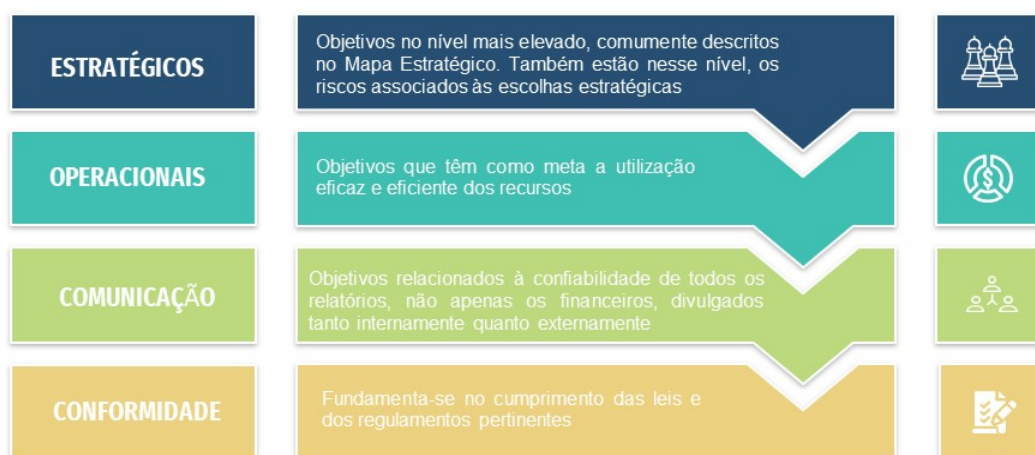 ESTRATÉGICOS
Objetivos no nível mais elevado, comumente descritos
no Mapa Estratégico. Também estão nesse nível, os
riscos associados às escolhas estratégicas
OPERACIONAIS
Objetivos que têm como meta a utilização
eficaz e eficiente dos recursos
COMUNICAÇÃO
Objetivos relacionados à confiabilidade de todos os
relatórios, não apenas os financeiros, divulgados
tanto internamente quanto externamente
CONFORMIDADE
Fundamenta-se no cumprimento das leis e
dos regulamentos pertinentes